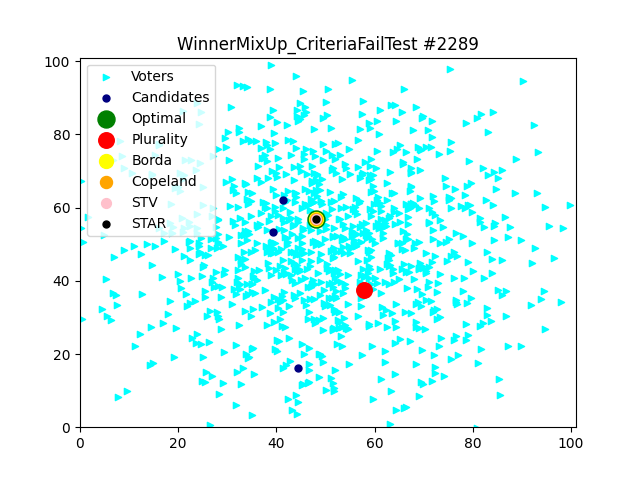 WinnerMixUp_CriteriaFailTest #2289
100
80
60
40
20
0
0
20
40
60
80
100
Voters
Candidates
Optimal
Plurality
Borda
Copeland
STV
STAR